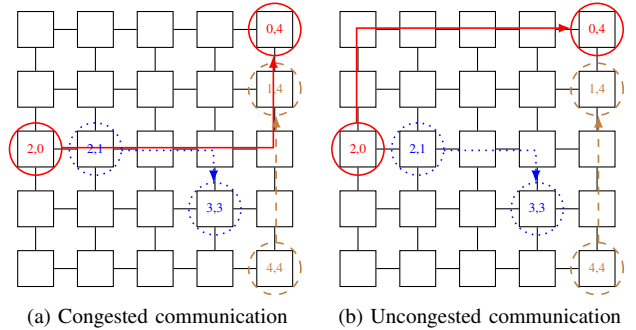 0,4 0,4
1,4 1,4
2,0 2,1 2,0 2,1
3,3 3,3
4,4 4,4
(a) Congested communication (b) Uncongested communication